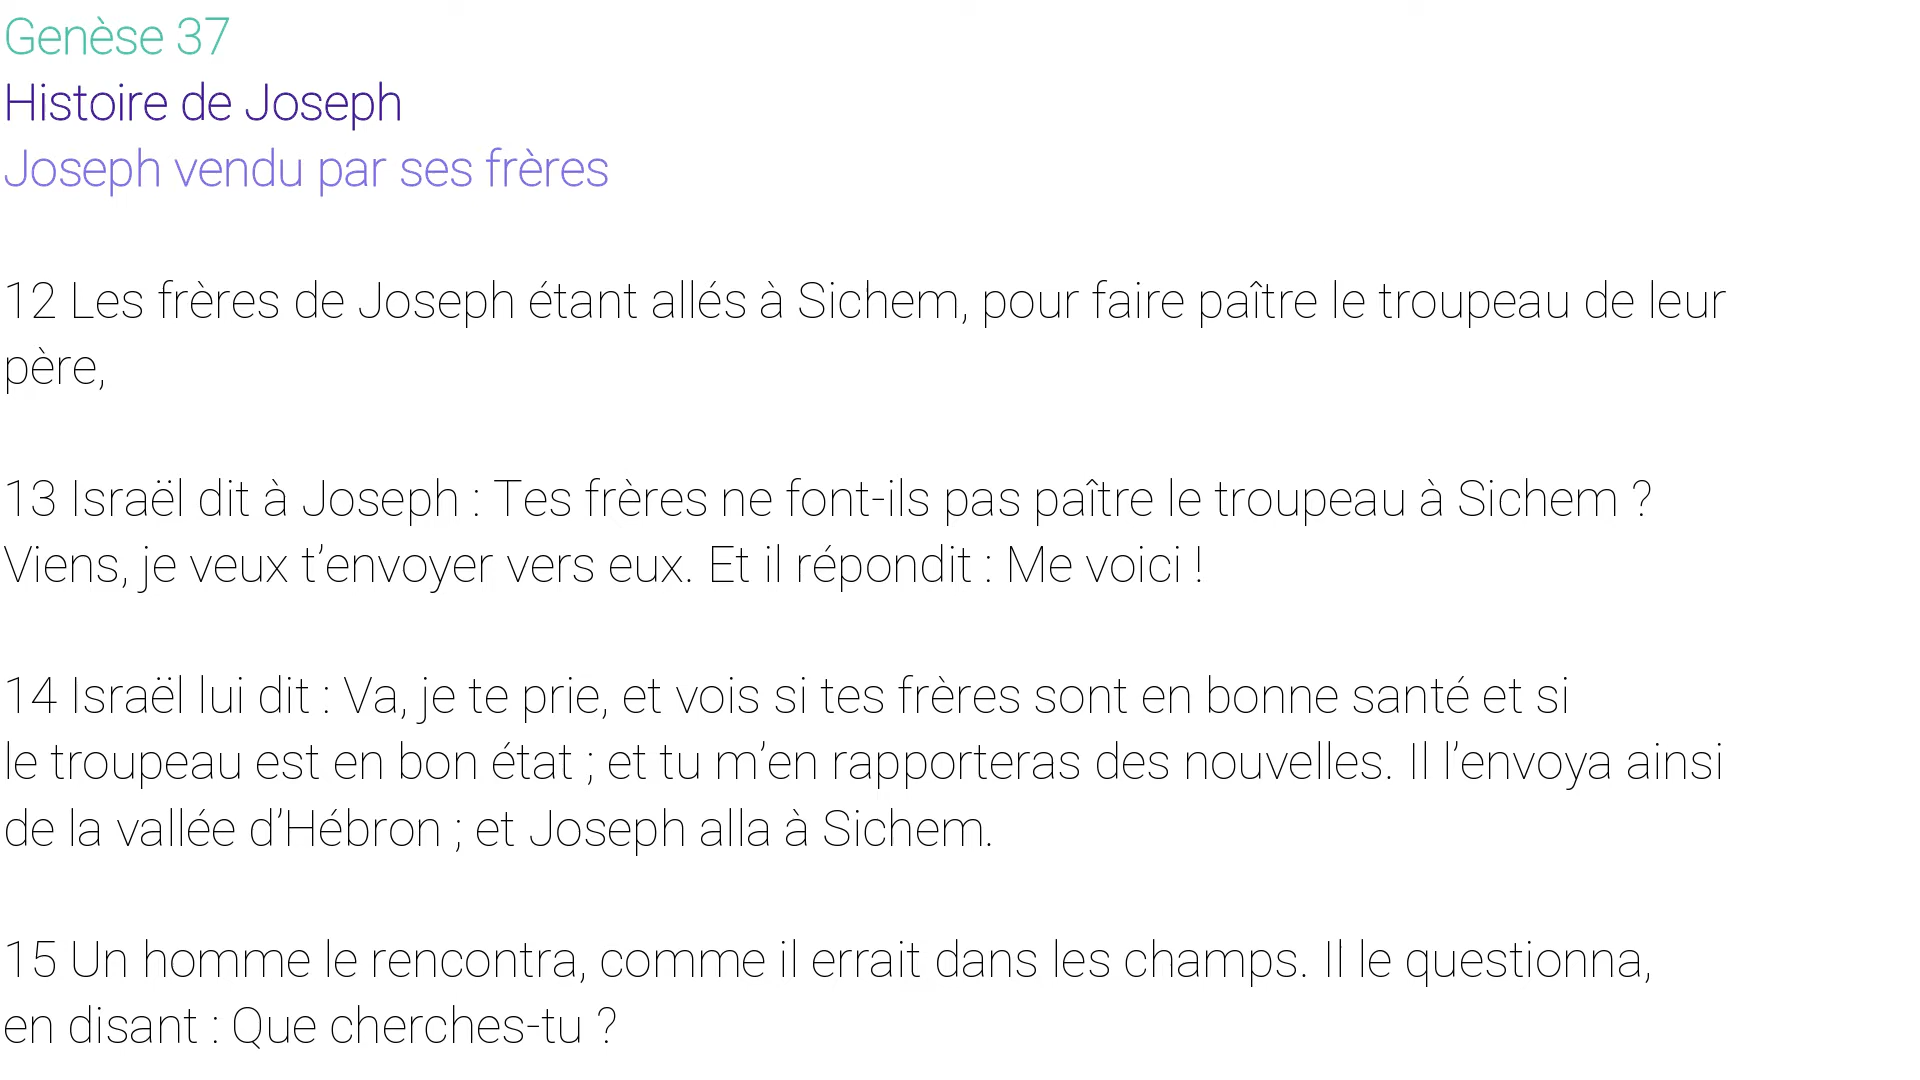 Genèse 37
Histoire de Joseph
Joseph vendu par ses frères
12 Les frères de Joseph étant allés à Sichem, pour faire paître le troupeau de leur
père,
13 Israël dit à Joseph : Tes frères ne font-ils pas paître le troupeau à Sichem ?
Viens, je veux t’envoyer vers eux. Et il répondit : Me voici !
14 Israël lui dit : Va, je te prie, et vois si tes frères sont en bonne santé et si
le troupeau est en bon état ; et tu m’en rapporteras des nouvelles. Il l’envoya ainsi
de la vallée d’Hébron ; et Joseph alla à Sichem.
15 Un homme le rencontra, comme il errait dans les champs. Il le questionna,
en disant : Que cherches-tu ?